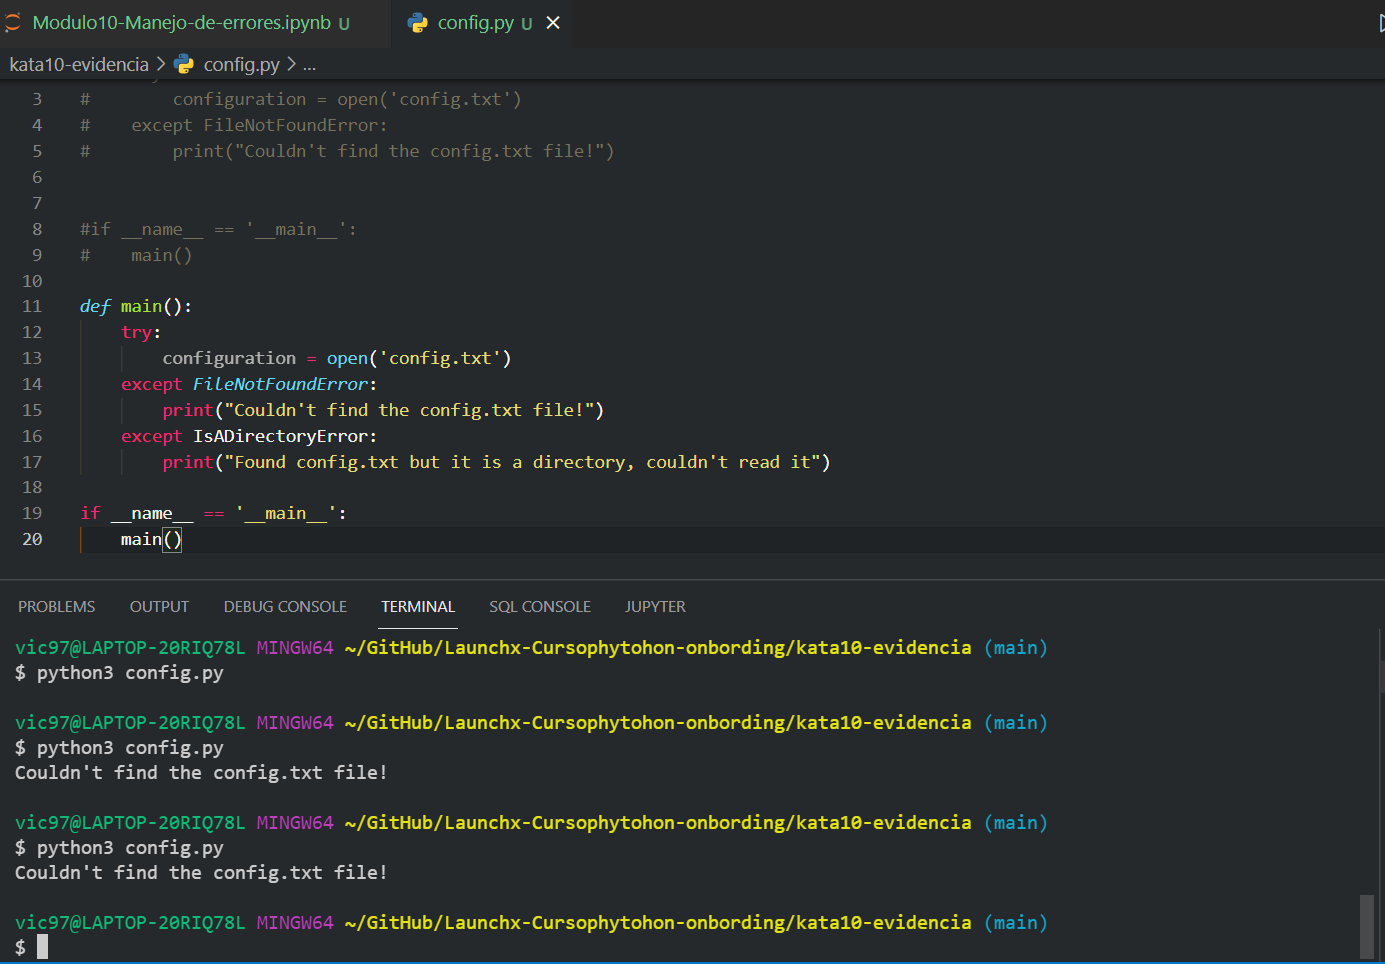 Modulo10-Manejo-de-errores.ipynb U
config.py U
kata10-evidencia > config.py > ...
3 #        configuration = open('config.txt')
4 #    except FileNotFoundError:
5 #        print("Couldn't find the config.txt file!")
6
7
8 #if __name__ == '__main__':
9 #    main()
10
11 def main():
12     try:
13         configuration = open('config.txt')
14     except FileNotFoundError:
15         print("Couldn't find the config.txt file!")
16     except IsADirectoryError:
17         print("Found config.txt but it is a directory, couldn't read it")
18
19 if __name__ == '__main__':
20     main()
PROBLEMS OUTPUT DEBUG CONSOLE TERMINAL SQL CONSOLE JUPYTER
vic97@LAPTOP-20RIQ78L MINGW64 ~/GitHub/Launchx-Cursophytohon-onbording/kata10-evidencia (main)
$ python3 config.py
vic97@LAPTOP-20RIQ78L MINGW64 ~/GitHub/Launchx-Cursophytohon-onbording/kata10-evidencia (main)
$ python3 config.py
Couldn't find the config.txt file!
vic97@LAPTOP-20RIQ78L MINGW64 ~/GitHub/Launchx-Cursophytohon-onbording/kata10-evidencia (main)
$ python3 config.py
Couldn't find the config.txt file!
vic97@LAPTOP-20RIQ78L MINGW64 ~/GitHub/Launchx-Cursophytohon-onbording/kata10-evidencia (main)
$